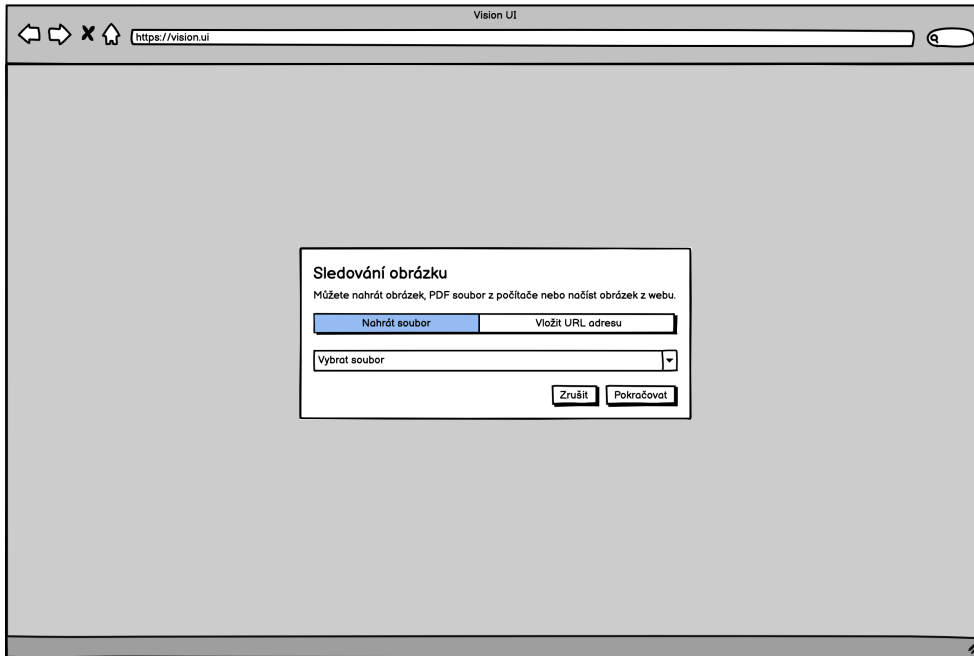 Vision UI
https://vision.ui
Sledování obrázku
Můžete nahrát obrázek, PDF soubor z počítače nebo načíst obrázek z webu.
Nahrát soubor Vložit URL adresu
Vybrat soubor
Zrušit Pokračovat